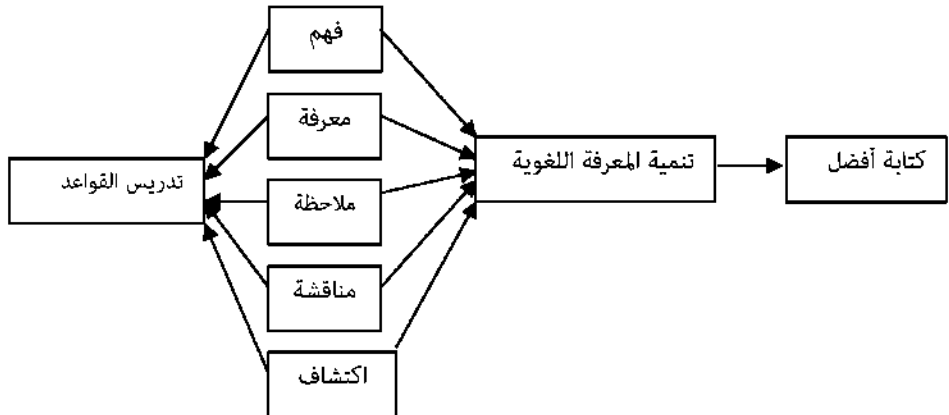 فهم
معرفة
تدريس القواعد
تنمية المعرفة اللغوية
كتابة أفضل
ملاحظة
مناقشة
اكتشاف